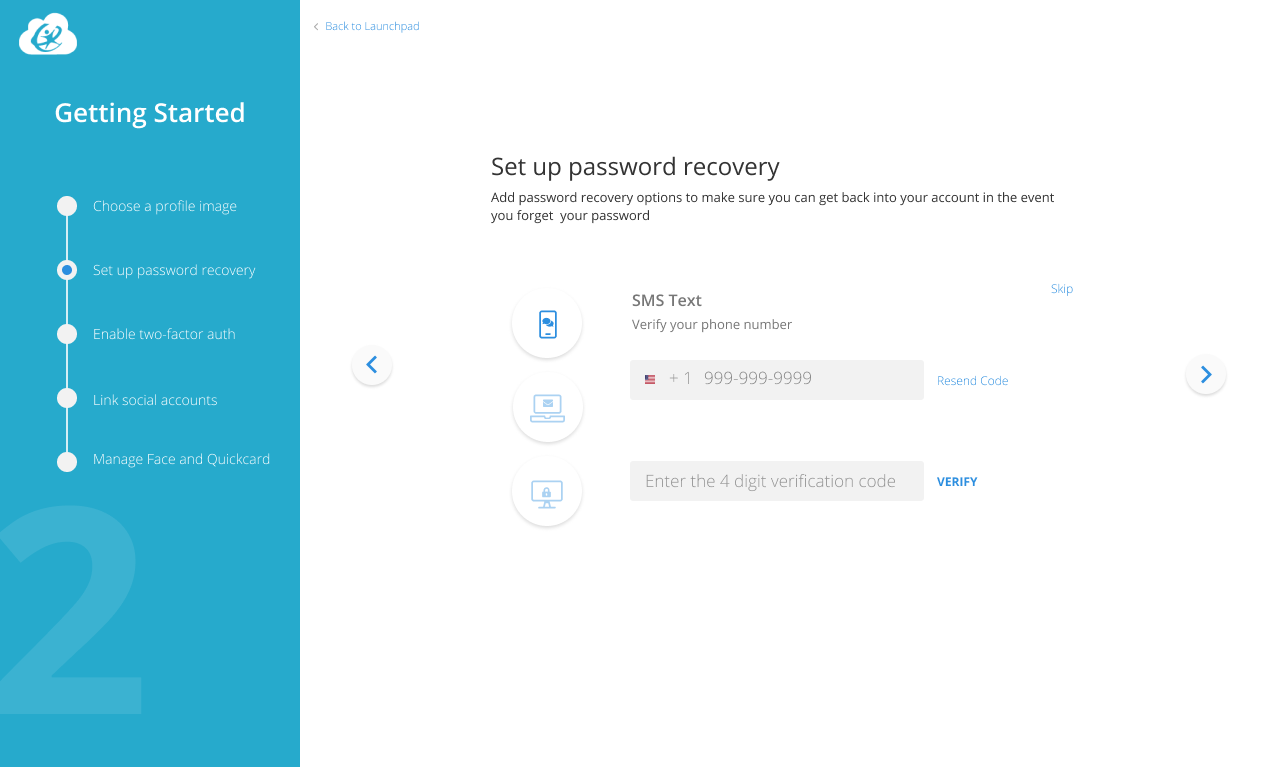 Back to Launchpad
Getting Started
Choose a profile image
Set up password recovery
Enable two-factor auth
Link social accounts
Manage Face and Quickcard
2
Set up password recovery
Add password recovery options to make sure you can get back into your account in the event
you forget  your password
Skip
SMS Text
Verify your phone number
+ 1 999-999-9999
Resend Code
Enter the 4 digit verification code
VERIFY